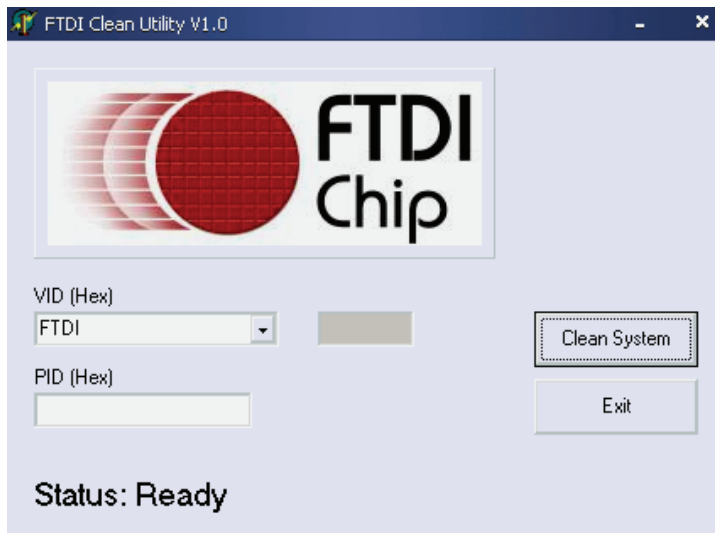 FTDI Clean Utility V1.0
FTDI
Chip
VID (Hex)
FTDI
Clean System
PID (Hex)
Exit
Status: Ready